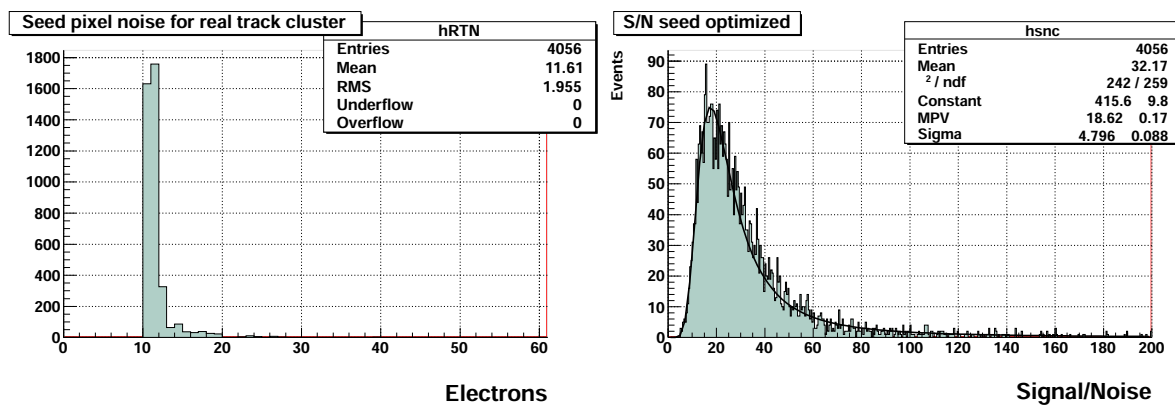 Seed pixel noise for real track cluster
hRTN
Entries 4056
Mean 11.61
RMS 1.955
Underflow 0
Overflow 0
1800
1600
1400
1200
1000
800
600
400
200
0
0 10 20 30 40 50 60
Electrons
S/N seed optimized
hsnc
Entries 4056
Mean 32.17
2 / ndf 242 / 259
Constant 415.6 9.8
MPV 18.62 0.17
Sigma 4.796 0.088
Events
90
80
70
60
50
40
30
20
10
0
0 20 40 60 80 100 120 140 160 180 200
Signal/Noise